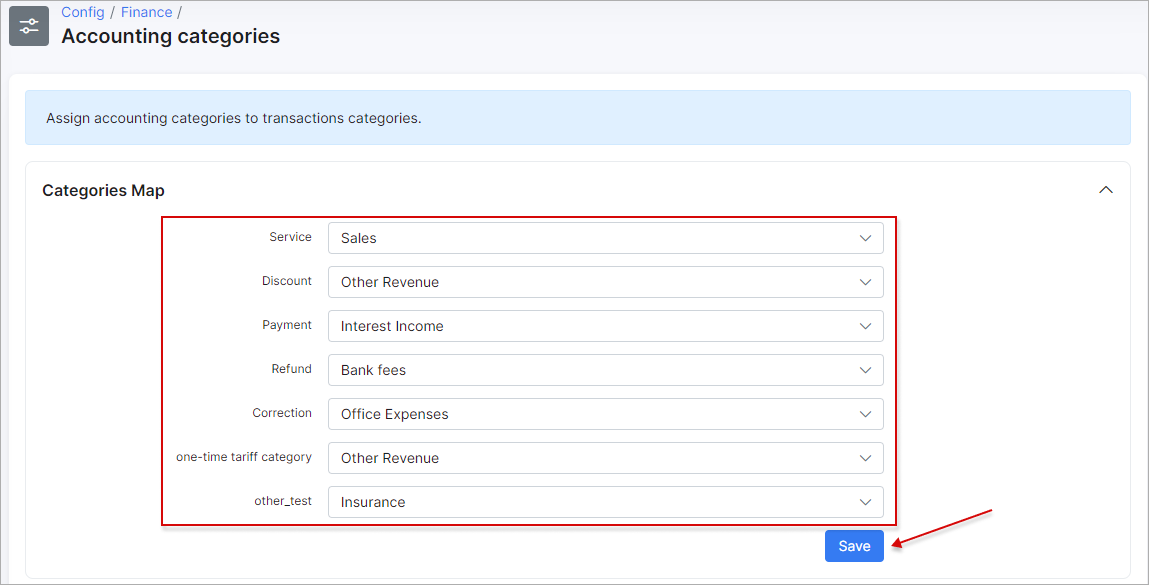 Config / Finance /
Accounting categories
Assign accounting categories to transactions categories.
Categories Map
Service Sales
Discount Other Revenue
Payment Interest Income
Refund Bank fees
Correction Office Expenses
one-time tariff category Other Revenue
other_test Insurance
Save